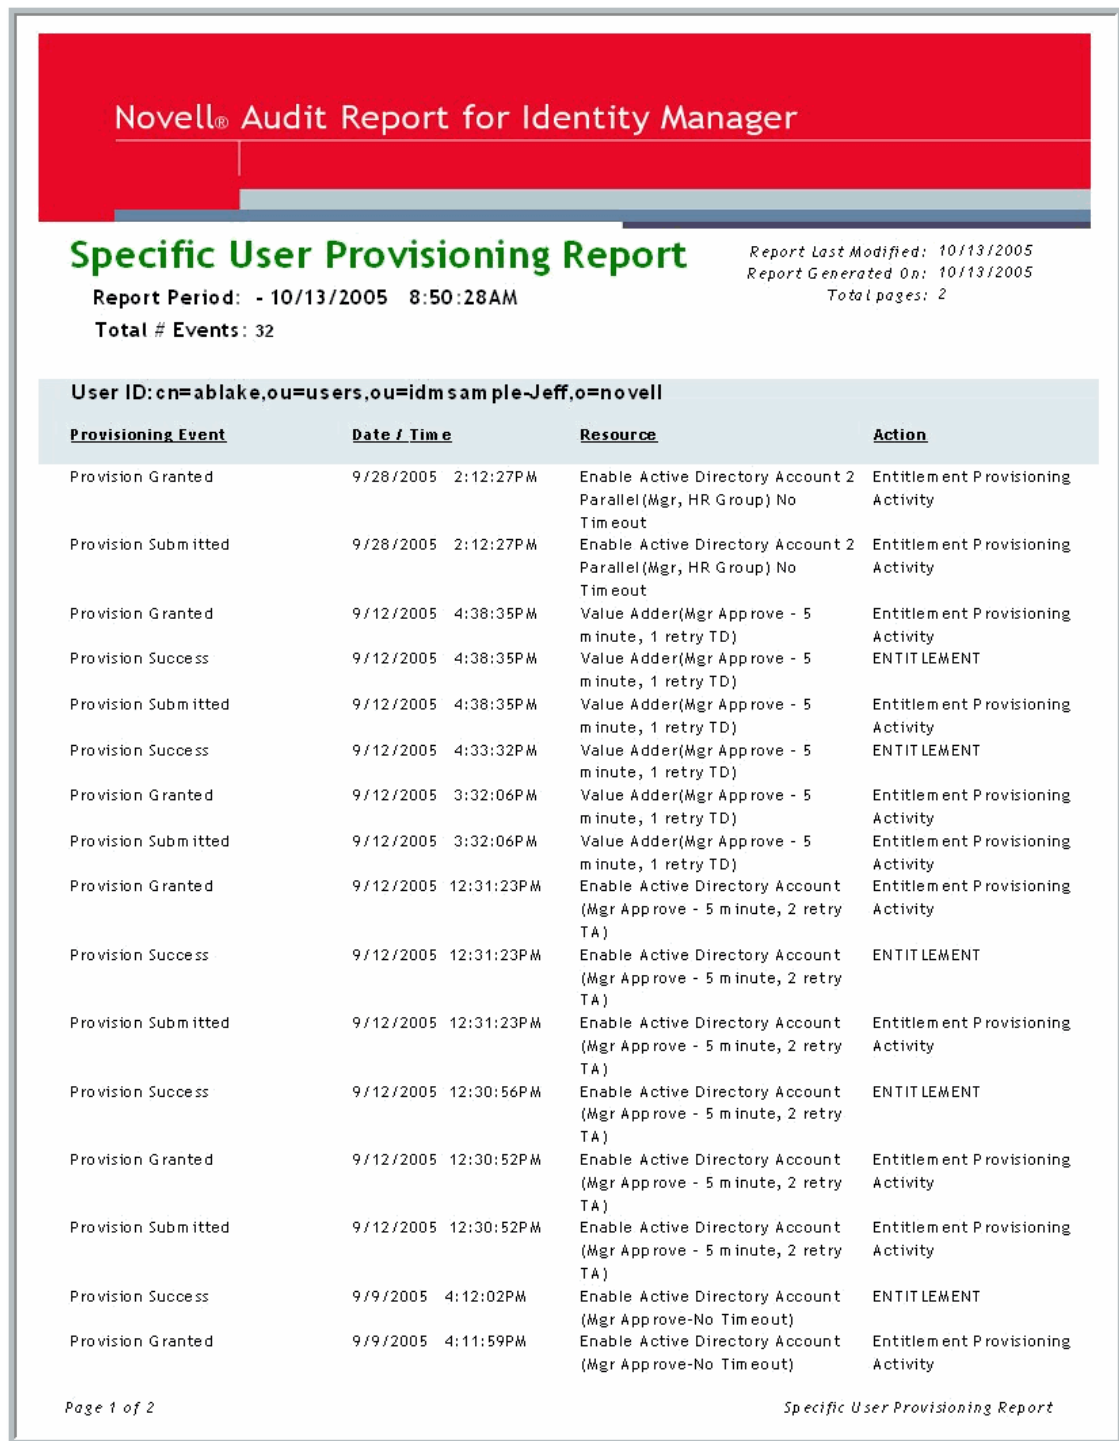 Novell® Audit Report for Identity Manager
Specific User Provisioning Report
Report Last Modified: 10/13/2005
Report Generated On: 10/13/2005
Total pages: 2
Report Period: - 10/13/2005 8:50:28AM
Total # Events: 32
User ID:cn=ablake,ou=users,ou=idmsample-Jeff,o=novell
Provisioning Event Date / Time Resource Action
Provision Granted 9/28/2005 2:12:27PM Enable Active Directory Account 2 Entitlement Provisioning
Parallel(Mgr, HR Group) No Activity
Timeout
Provision Submitted 9/28/2005 2:12:27PM Enable Active Directory Account 2 Entitlement Provisioning
Parallel(Mgr, HR Group) No Activity
Timeout
Provision Granted 9/12/2005 4:38:35PM Value Adder(Mgr Approve - 5 Entitlement Provisioning
minute, 1 retry TD) Activity
Provision Success 9/12/2005 4:38:35PM Value Adder(Mgr Approve - 5 ENTITLEMENT
minute, 1 retry TD)
Provision Submitted 9/12/2005 4:38:35PM Value Adder(Mgr Approve - 5 Entitlement Provisioning
minute, 1 retry TD) Activity
Provision Success 9/12/2005 4:33:32PM Value Adder(Mgr Approve - 5 ENTITLEMENT
minute, 1 retry TD)
Provision Granted 9/12/2005 3:32:06PM Value Adder(Mgr Approve - 5 Entitlement Provisioning
minute, 1 retry TD) Activity
Provision Submitted 9/12/2005 3:32:06PM Value Adder(Mgr Approve - 5 Entitlement Provisioning
minute, 1 retry TD) Activity
Provision Granted 9/12/2005 12:31:23PM Enable Active Directory Account Entitlement Provisioning
(Mgr Approve - 5 minute, 2 retry Activity
TA)
Provision Success 9/12/2005 12:31:23PM Enable Active Directory Account ENTITLEMENT
(Mgr Approve - 5 minute, 2 retry
TA)
Provision Submitted 9/12/2005 12:31:23PM Enable Active Directory Account Entitlement Provisioning
(Mgr Approve - 5 minute, 2 retry Activity
TA)
Provision Success 9/12/2005 12:30:56PM Enable Active Directory Account ENTITLEMENT
(Mgr Approve - 5 minute, 2 retry
TA)
Provision Granted 9/12/2005 12:30:52PM Enable Active Directory Account Entitlement Provisioning
(Mgr Approve - 5 minute, 2 retry Activity
TA)
Provision Submitted 9/12/2005 12:30:52PM Enable Active Directory Account Entitlement Provisioning
(Mgr Approve - 5 minute, 2 retry Activity
TA)
Provision Success 9/9/2005 4:12:02PM Enable Active Directory Account ENTITLEMENT
(Mgr Approve-No Timeout)
Provision Granted 9/9/2005 4:11:59PM Enable Active Directory Account Entitlement Provisioning
(Mgr Approve-No Timeout) Activity
Page 1 of 2 Specific User Provisioning Report